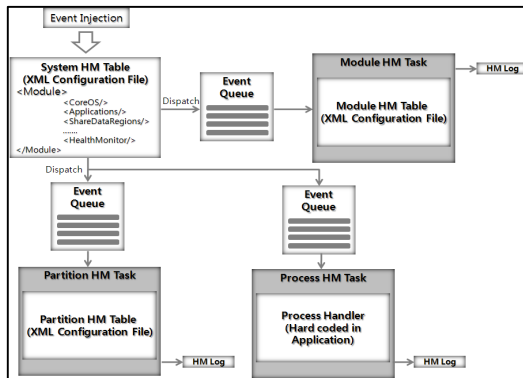 Event Injection
System HM Table
(XML Configuration File)
<Module>
<CoreOS/>
<Applications/>
<ShareDataRegions/>
.......
<HealthMonitor/>
</Module>
Dispatch
Event
Queue
Module HM Task
Module HM Table
(XML Configuration File)
HM Log
Dispatch
Event
Queue
Event
Queue
Partition HM Task
Partition HM Table
(XML Configuration File)
HM Log
Process HM Task
Process Handler
(Hard coded in
Application)
HM Log